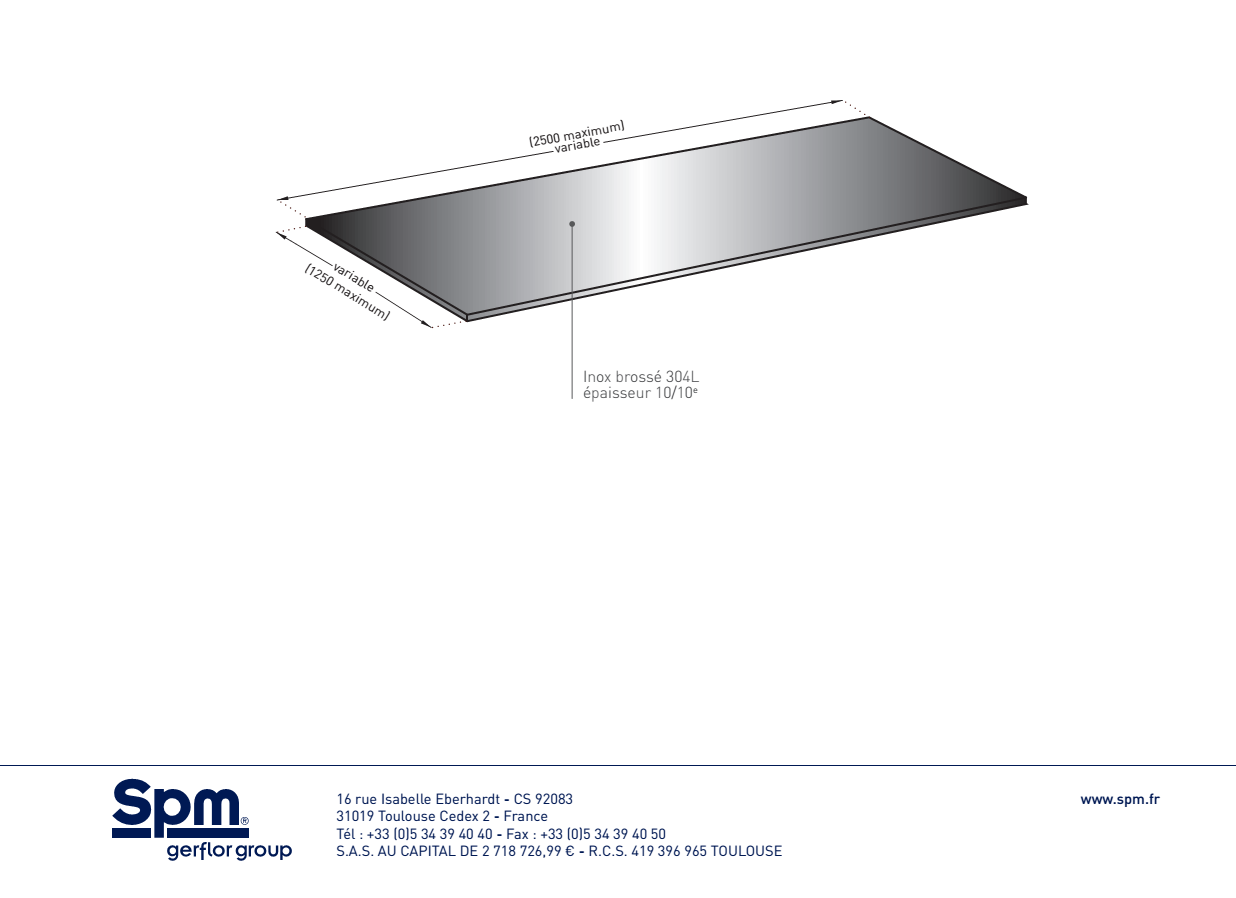 (2500 maximum)
variable
variable
(1250 maximum)
Inox brossé 304L
épaisseur 10/10ᵉ
Spm®
gerflor group
16 rue Isabelle Eberhardt - CS 92083
31019 Toulouse Cedex 2 - France
Tél : +33 (0)5 34 39 40 40 - Fax : +33 (0)5 34 39 40 50
S.A.S. AU CAPITAL DE 2 718 726,99 € - R.C.S. 419 396 965 TOULOUSE
www.spm.fr